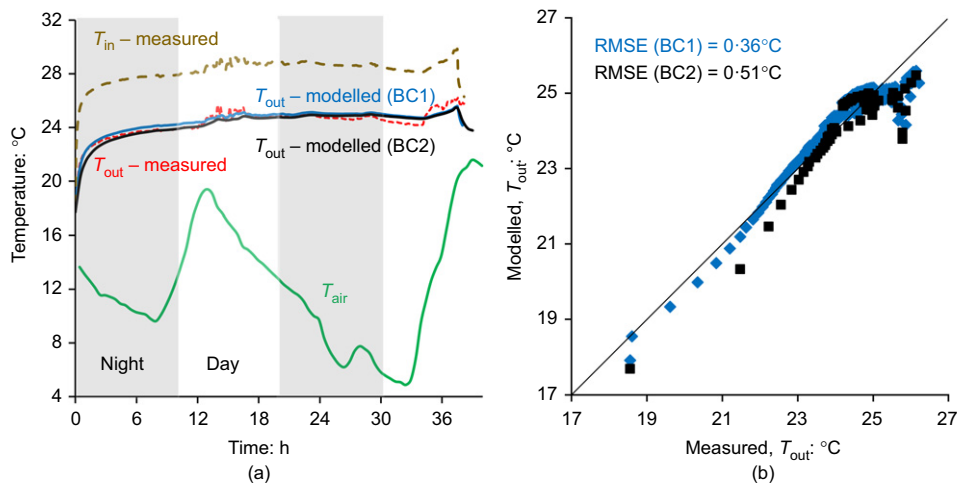 32
28
24
20
16
12
8
4
Temperature: °C
T_in – measured
T_out – modelled (BC1)
T_out – modelled (BC2)
T_out – measured
T_air
Night
Day
0
6
12
18
24
30
36
Time: h
(a)
27
25
23
21
19
17
Modelled, T_out: °C
RMSE (BC1) = 0·36°C
RMSE (BC2) = 0·51°C
17
19
21
23
25
27
Measured, T_out: °C
(b)